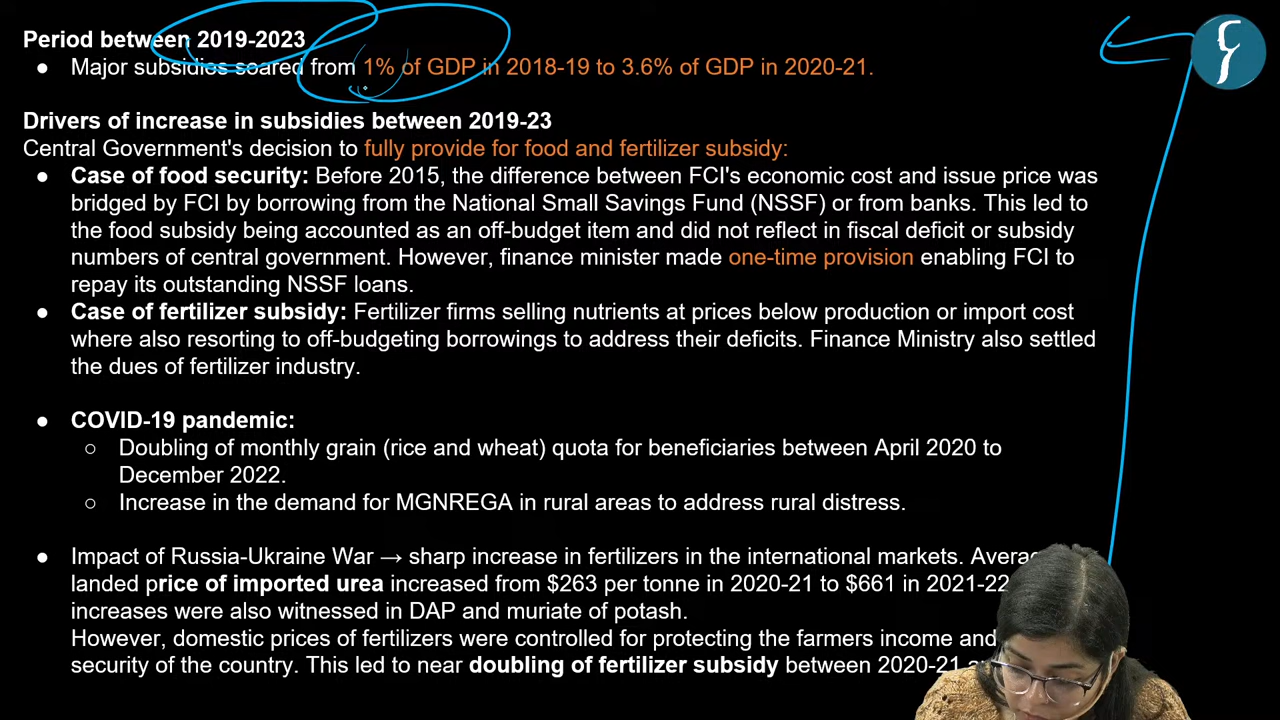 Period between 2019-2023
● Major subsidies soared from 1% of GDP in 2018-19 to 3.6% of GDP in 2020-21.
Drivers of increase in subsidies between 2019-23
Central Government's decision to fully provide for food and fertilizer subsidy:
● Case of food security: Before 2015, the difference between FCI's economic cost and issue price was
bridged by FCI by borrowing from the National Small Savings Fund (NSSF) or from banks. This led to
the food subsidy being accounted as an off-budget item and did not reflect in fiscal deficit or subsidy
numbers of central government. However, finance minister made one-time provision enabling FCI to
repay its outstanding NSSF loans.
● Case of fertilizer subsidy: Fertilizer firms selling nutrients at prices below production or import cost
where also resorting to off-budgeting borrowings to address their deficits. Finance Ministry also settled
the dues of fertilizer industry.
● COVID-19 pandemic:
○ Doubling of monthly grain (rice and wheat) quota for beneficiaries between April 2020 to
December 2022.
○ Increase in the demand for MGNREGA in rural areas to address rural distress.
● Impact of Russia-Ukraine War → sharp increase in fertilizers in the international markets.
landed price of imported urea increased from $263 per tonne in 2020-21 to $661 in 2021-22
increases were also witnessed in DAP and muriate of potash.
However, domestic prices of fertilizers were controlled for protecting the farmers income and
security of the country. This led to near doubling of fertilizer subsidy between 2020-21